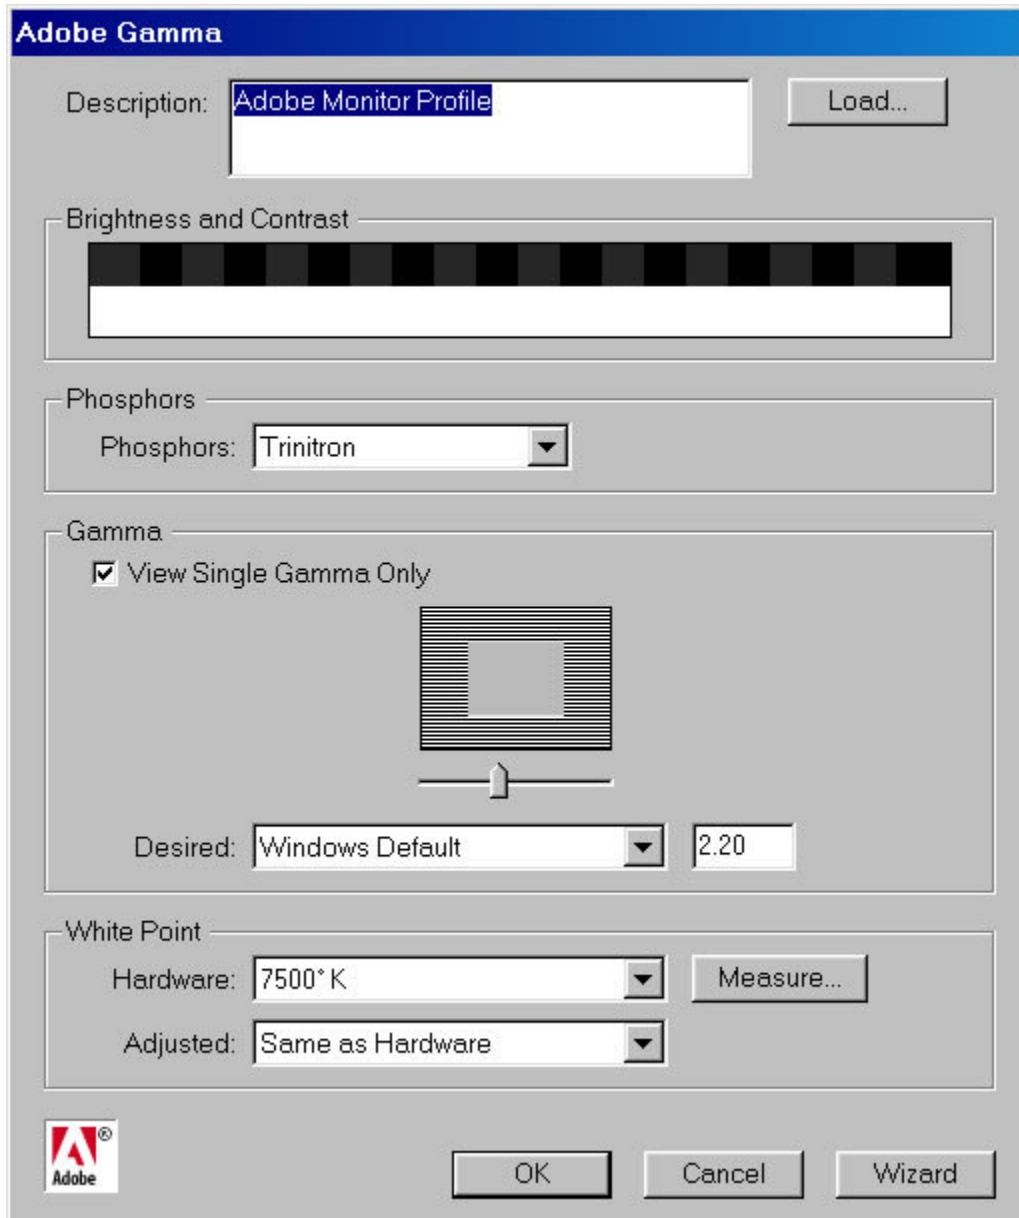 Adobe Gamma
Description: Adobe Monitor Profile Load...
Brightness and Contrast
Phosphors
Phosphors: Trinitron
Gamma
View Single Gamma Only
Desired: Windows Default 2.20
White Point
Hardware: 7500° K Measure...
Adjusted: Same as Hardware
® Adobe
OK Cancel Wizard